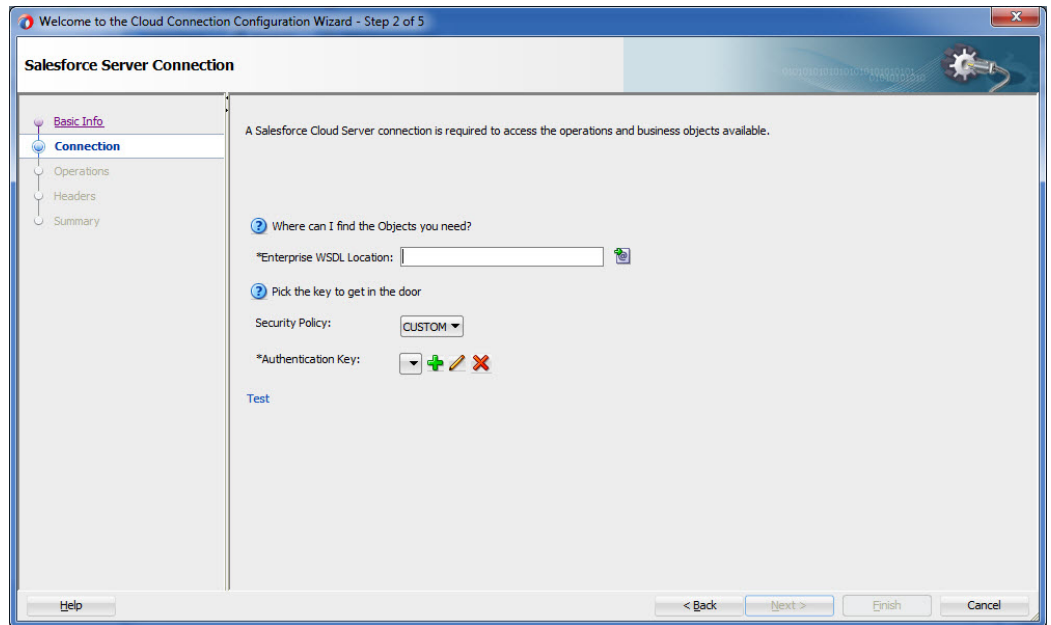 Welcome to the Cloud Connection Configuration Wizard - Step 2 of 5
Salesforce Server Connection
Basic Info
Connection
Operations
Headers
Summary
A Salesforce Cloud Server connection is required to access the operations and business objects available.
Where can I find the Objects you need?
*Enterprise WSDL Location:
Pick the key to get in the door
Security Policy: CUSTOM
*Authentication Key:
Test
Help < Back Next > Finish Cancel